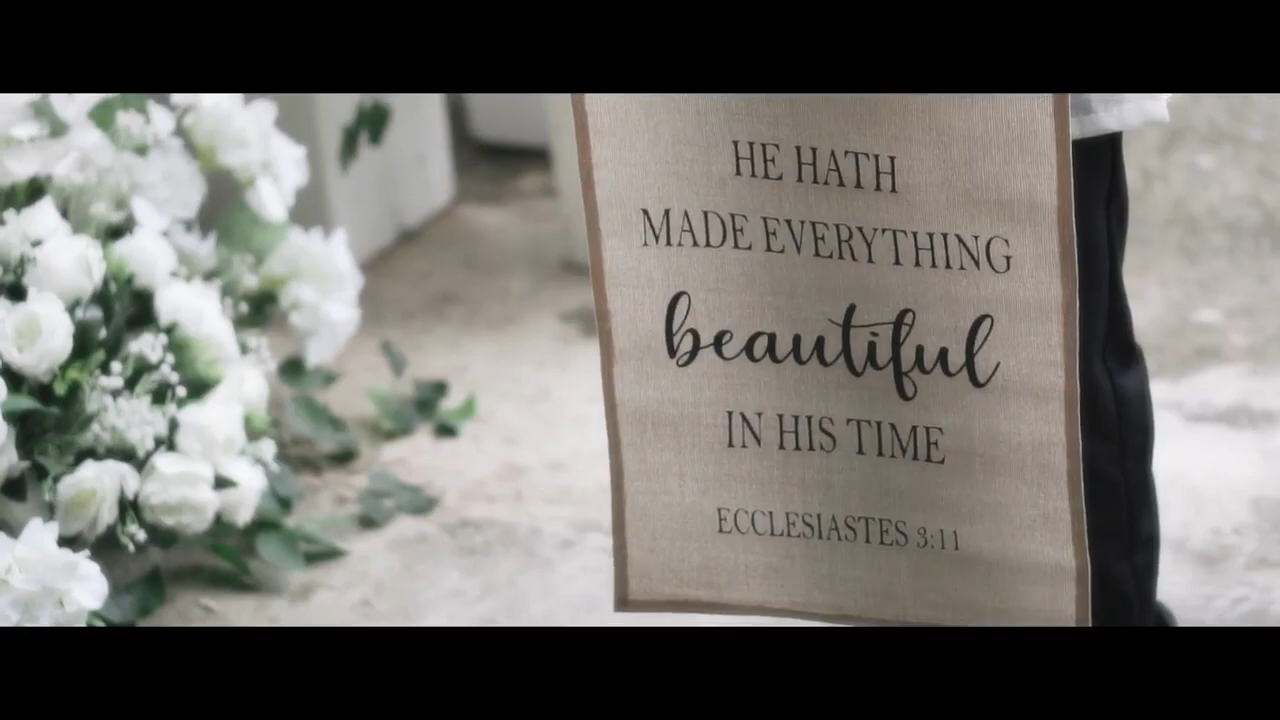 HE HATH
MADE EVERYTHING
beautiful
IN HIS TIME
ECCLESIASTES 3:11